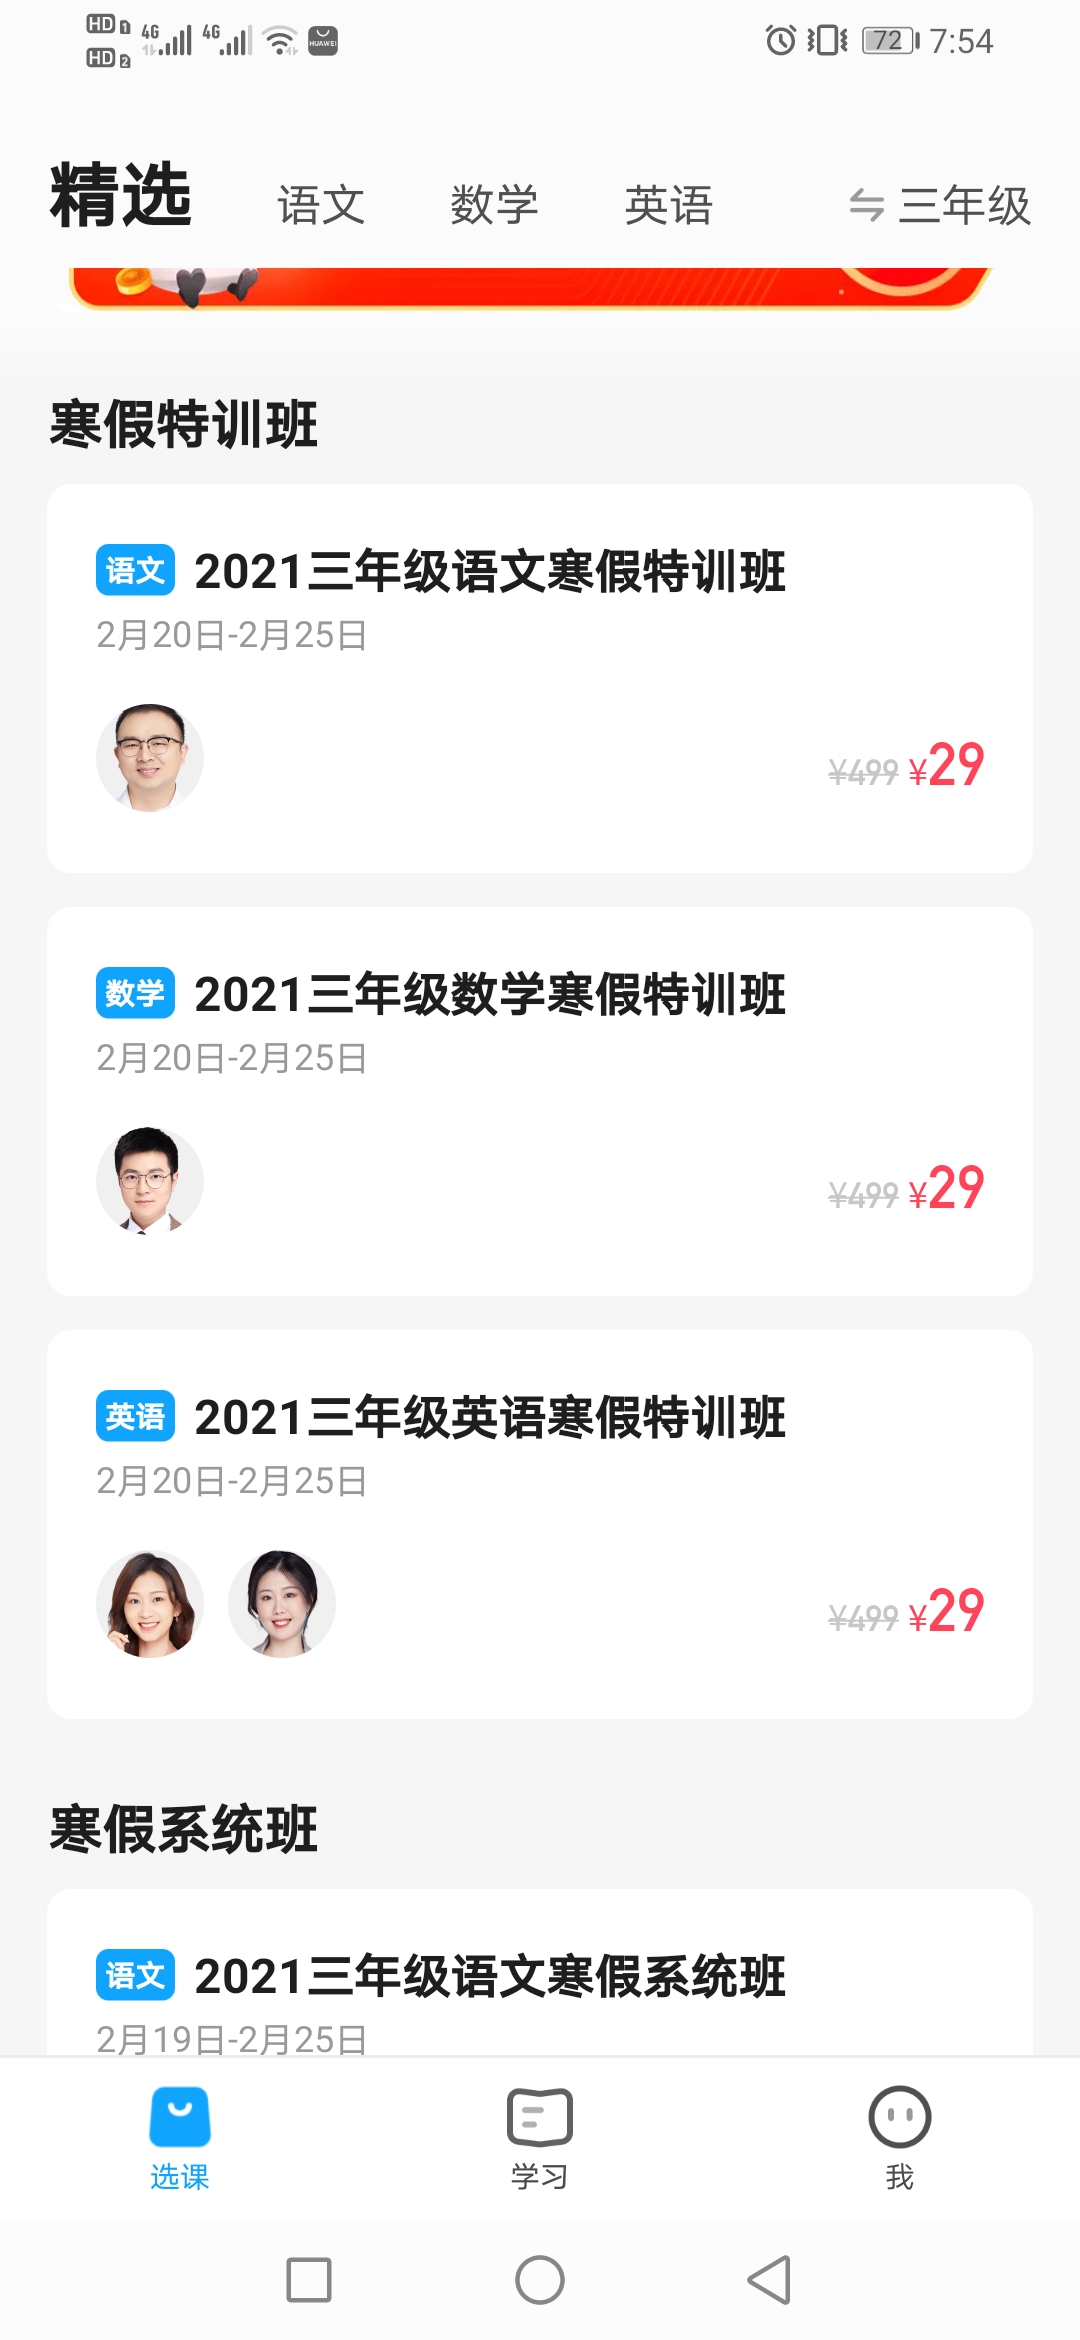 HD 1 4G 4G HUAWEI 72 7:54
HD 2
精选 语文 数学 英语 三年级
寒假特训班
语文 2021三年级语文寒假特训班
2月20日-2月25日
¥499 ¥29
数学 2021三年级数学寒假特训班
2月20日-2月25日
¥499 ¥29
英语 2021三年级英语寒假特训班
2月20日-2月25日
¥499 ¥29
寒假系统班
语文 2021三年级语文寒假系统班
2月19日-2月25日
选课 学习 我